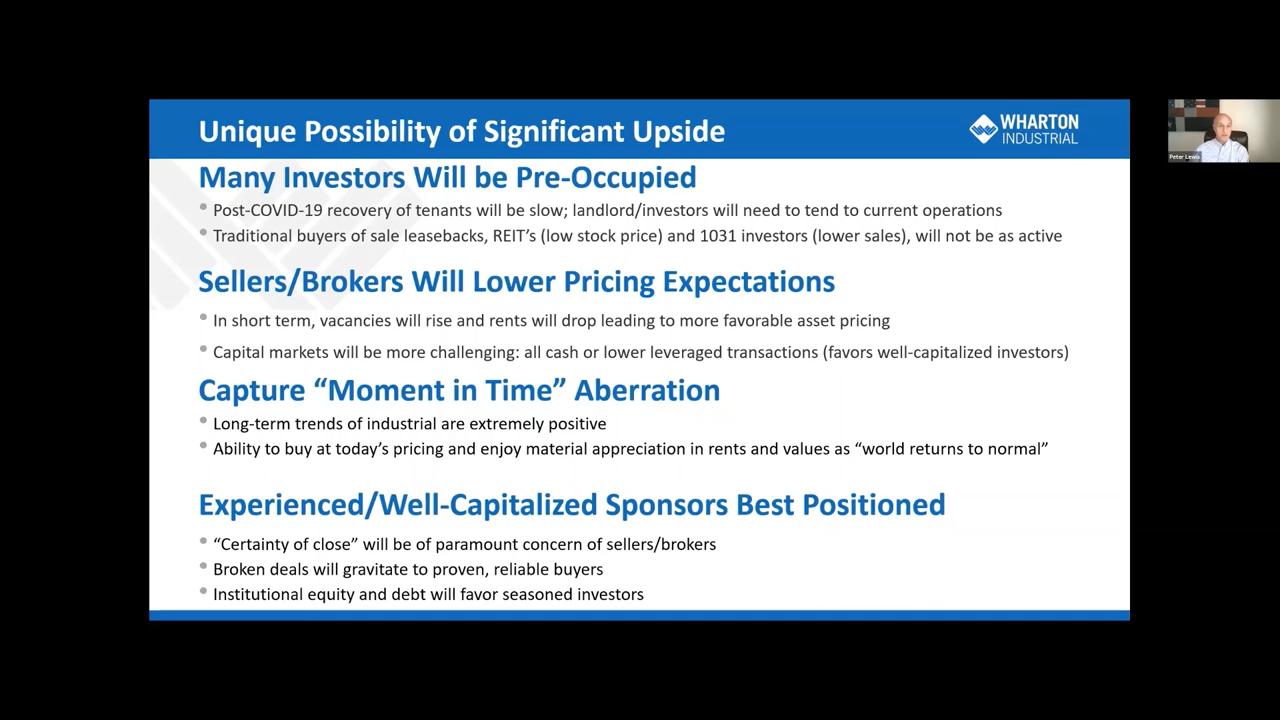 Unique Possibility of Significant Upside
WHARTON
INDUSTRIAL
Many Investors Will be Pre-Occupied
Post-COVID-19 recovery of tenants will be slow; landlord/investors will need to tend to current operations
Traditional buyers of sale leasebacks, REIT's (low stock price) and 1031 investors (lower sales), will not be as active
Sellers/Brokers Will Lower Pricing Expectations
In short term, vacancies will rise and rents will drop leading to more favorable asset pricing
Capital markets will be more challenging: all cash or lower leveraged transactions (favors well-capitalized investors)
Capture “Moment in Time” Aberration
Long-term trends of industrial are extremely positive
Ability to buy at today’s pricing and enjoy material appreciation in rents and values as “world returns to normal”
Experienced/Well-Capitalized Sponsors Best Positioned
“Certainty of close” will be of paramount concern of sellers/brokers
Broken deals will gravitate to proven, reliable buyers
Institutional equity and debt will favor seasoned investors
Peter Lewis